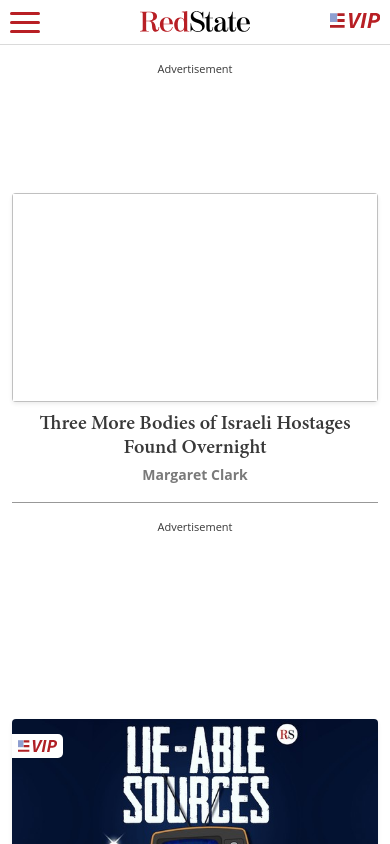 RedState
VIP
Advertisement
Three More Bodies of Israeli Hostages
Found Overnight
Margaret Clark
Advertisement
VIP
RS
LIE-ABLE
SOURCES